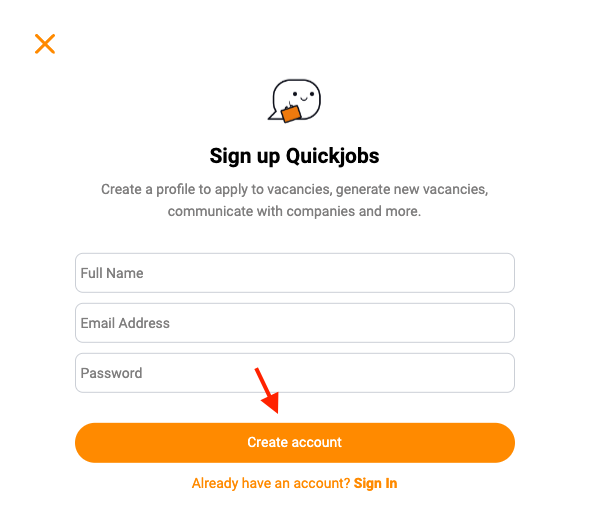 Sign up Quickjobs
Create a profile to apply to vacancies, generate new vacancies,
communicate with companies and more.
Full Name
Email Address
Password
Create account
Already have an account? Sign In